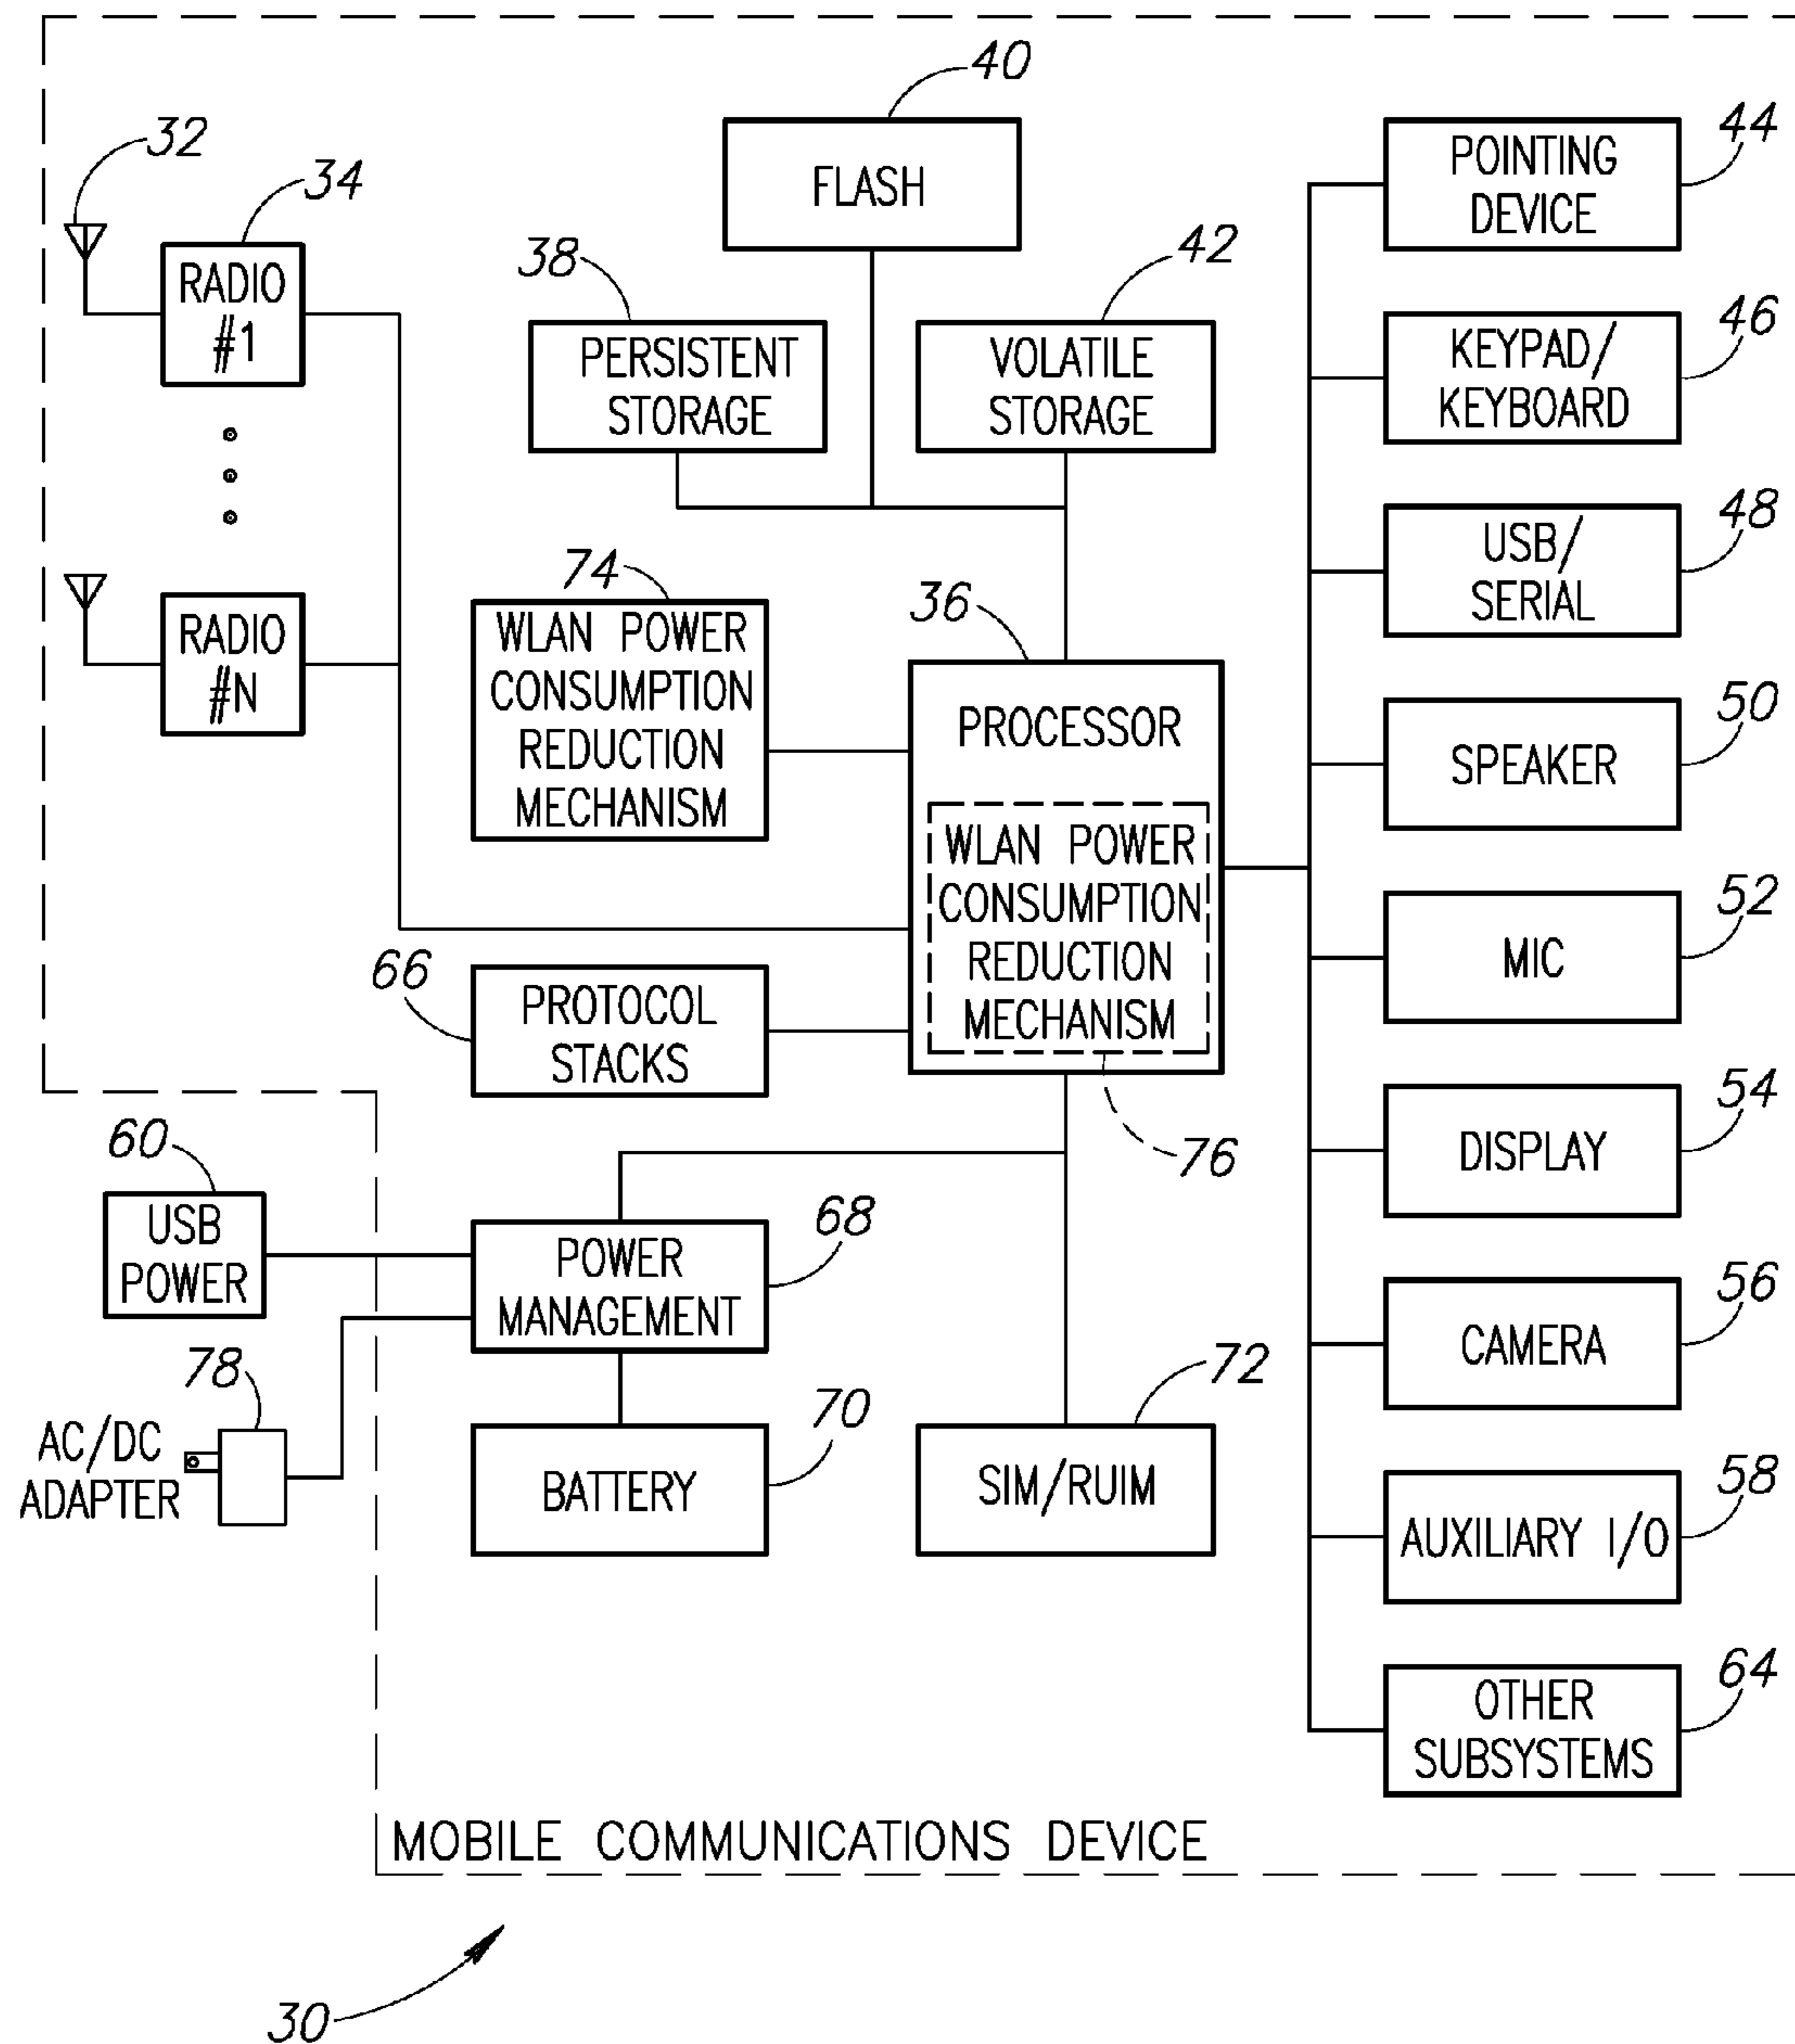 40
FLASH
32
34
RADIO
#1
RADIO
#N
38
PERSISTENT
STORAGE
42
VOLATILE
STORAGE
74
WLAN POWER
CONSUMPTION
REDUCTION
MECHANISM
36
PROCESSOR
WLAN POWER
CONSUMPTION
REDUCTION
MECHANISM
76
66
PROTOCOL
STACKS
60
USB
POWER
68
POWER
MANAGEMENT
78
AC/DC
ADAPTER
70
BATTERY
72
SIM/RUIM
POINTING
DEVICE
44
KEYPAD/
KEYBOARD
46
USB/
SERIAL
48
SPEAKER
50
MIC
52
DISPLAY
54
CAMERA
56
AUXILIARY I/O
58
OTHER
SUBSYSTEMS
64
MOBILE COMMUNICATIONS DEVICE
30